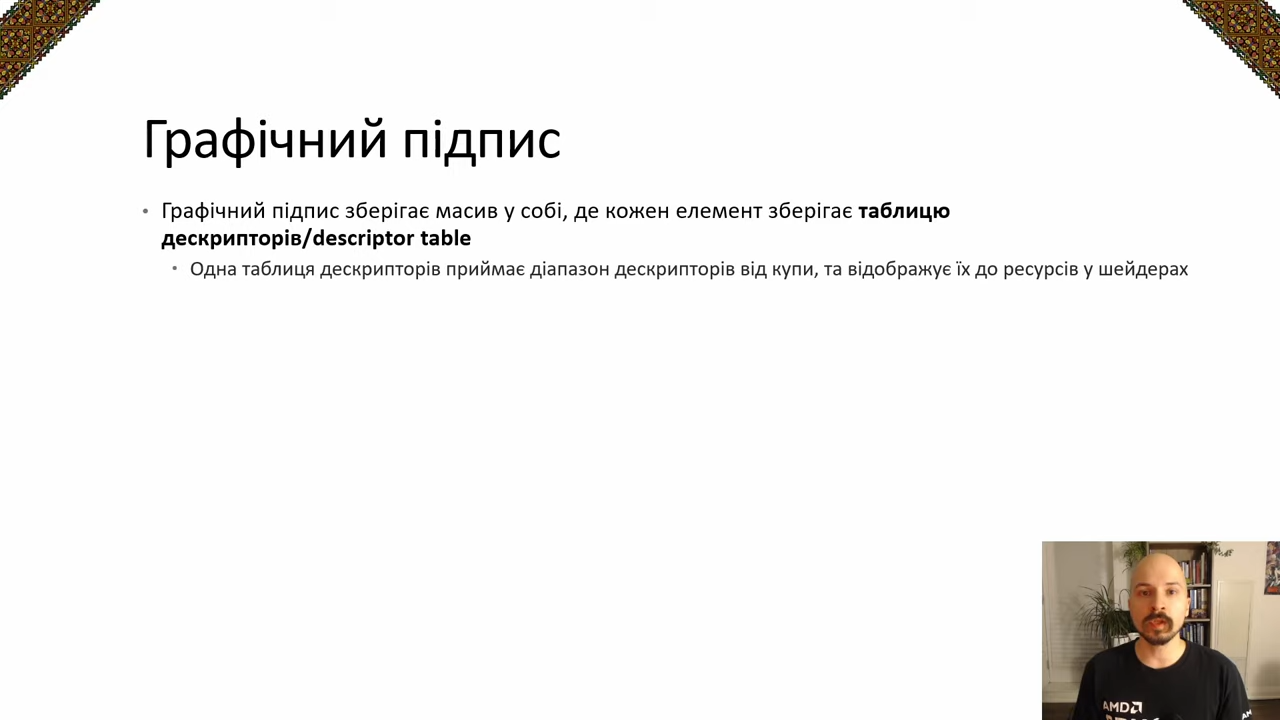 Графічний підпис
• Графічний підпис зберігає масив у собі, де кожен елемент зберігає таблицю
дескрипторів/descriptor table
• Одна таблиця дескрипторів приймає діапазон дескрипторів від купи, та відображує їх до ресурсів у шейдерах
AMD